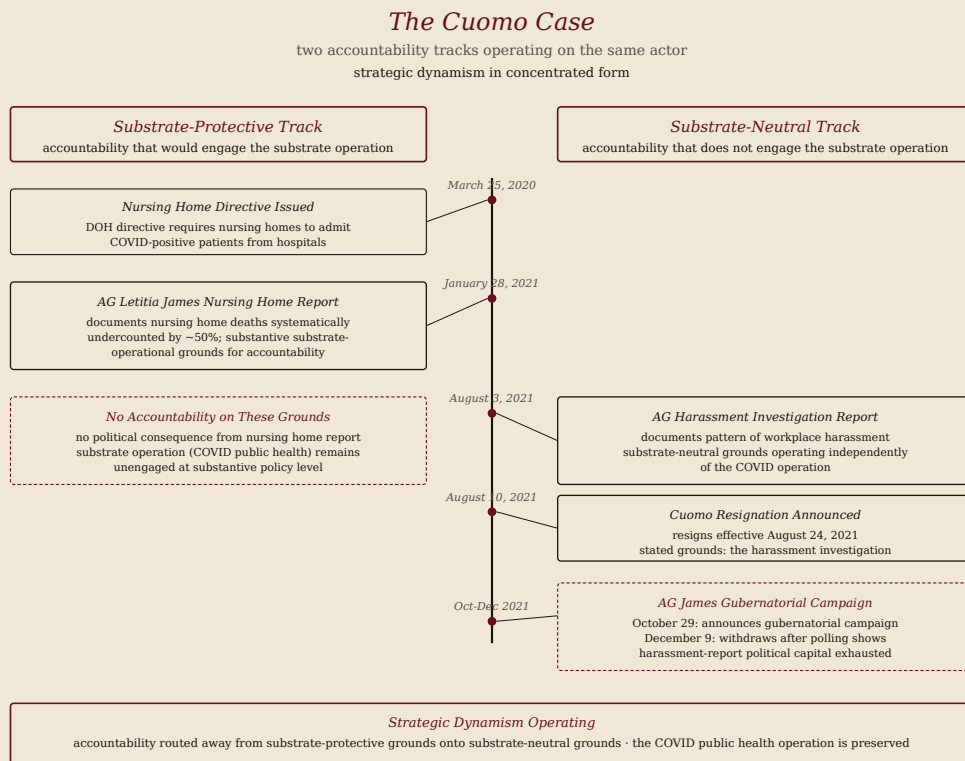 The Cuomo Case
two accountability tracks operating on the same actor
strategic dynamism in concentrated form
Substrate-Protective Track
accountability that would engage the substrate operation
Substrate-Neutral Track
accountability that does not engage the substrate operation
March 25, 2020
Nursing Home Directive Issued
DOH directive requires nursing homes to admit
COVID-positive patients from hospitals
January 28, 2021
AG Letitia James Nursing Home Report
documents nursing home deaths systematically
undercounted by ~50%; substantive substrate-
operational grounds for accountability
August 3, 2021
No Accountability on These Grounds
no political consequence from nursing home report
substrate operation (COVID public health) remains
unengaged at substantive policy level
AG Harassment Investigation Report
documents pattern of workplace harassment
substrate-neutral grounds operating independently
of the COVID operation
August 10, 2021
Cuomo Resignation Announced
resigns effective August 24, 2021
stated grounds: the harassment investigation
Oct-Dec 2021
AG James Gubernatorial Campaign
October 29: announces gubernatorial campaign
December 9: withdraws after polling shows
harassment-report political capital exhausted
Strategic Dynamism Operating
accountability routed away from substrate-protective grounds onto substrate-neutral grounds · the COVID public health operation is preserved